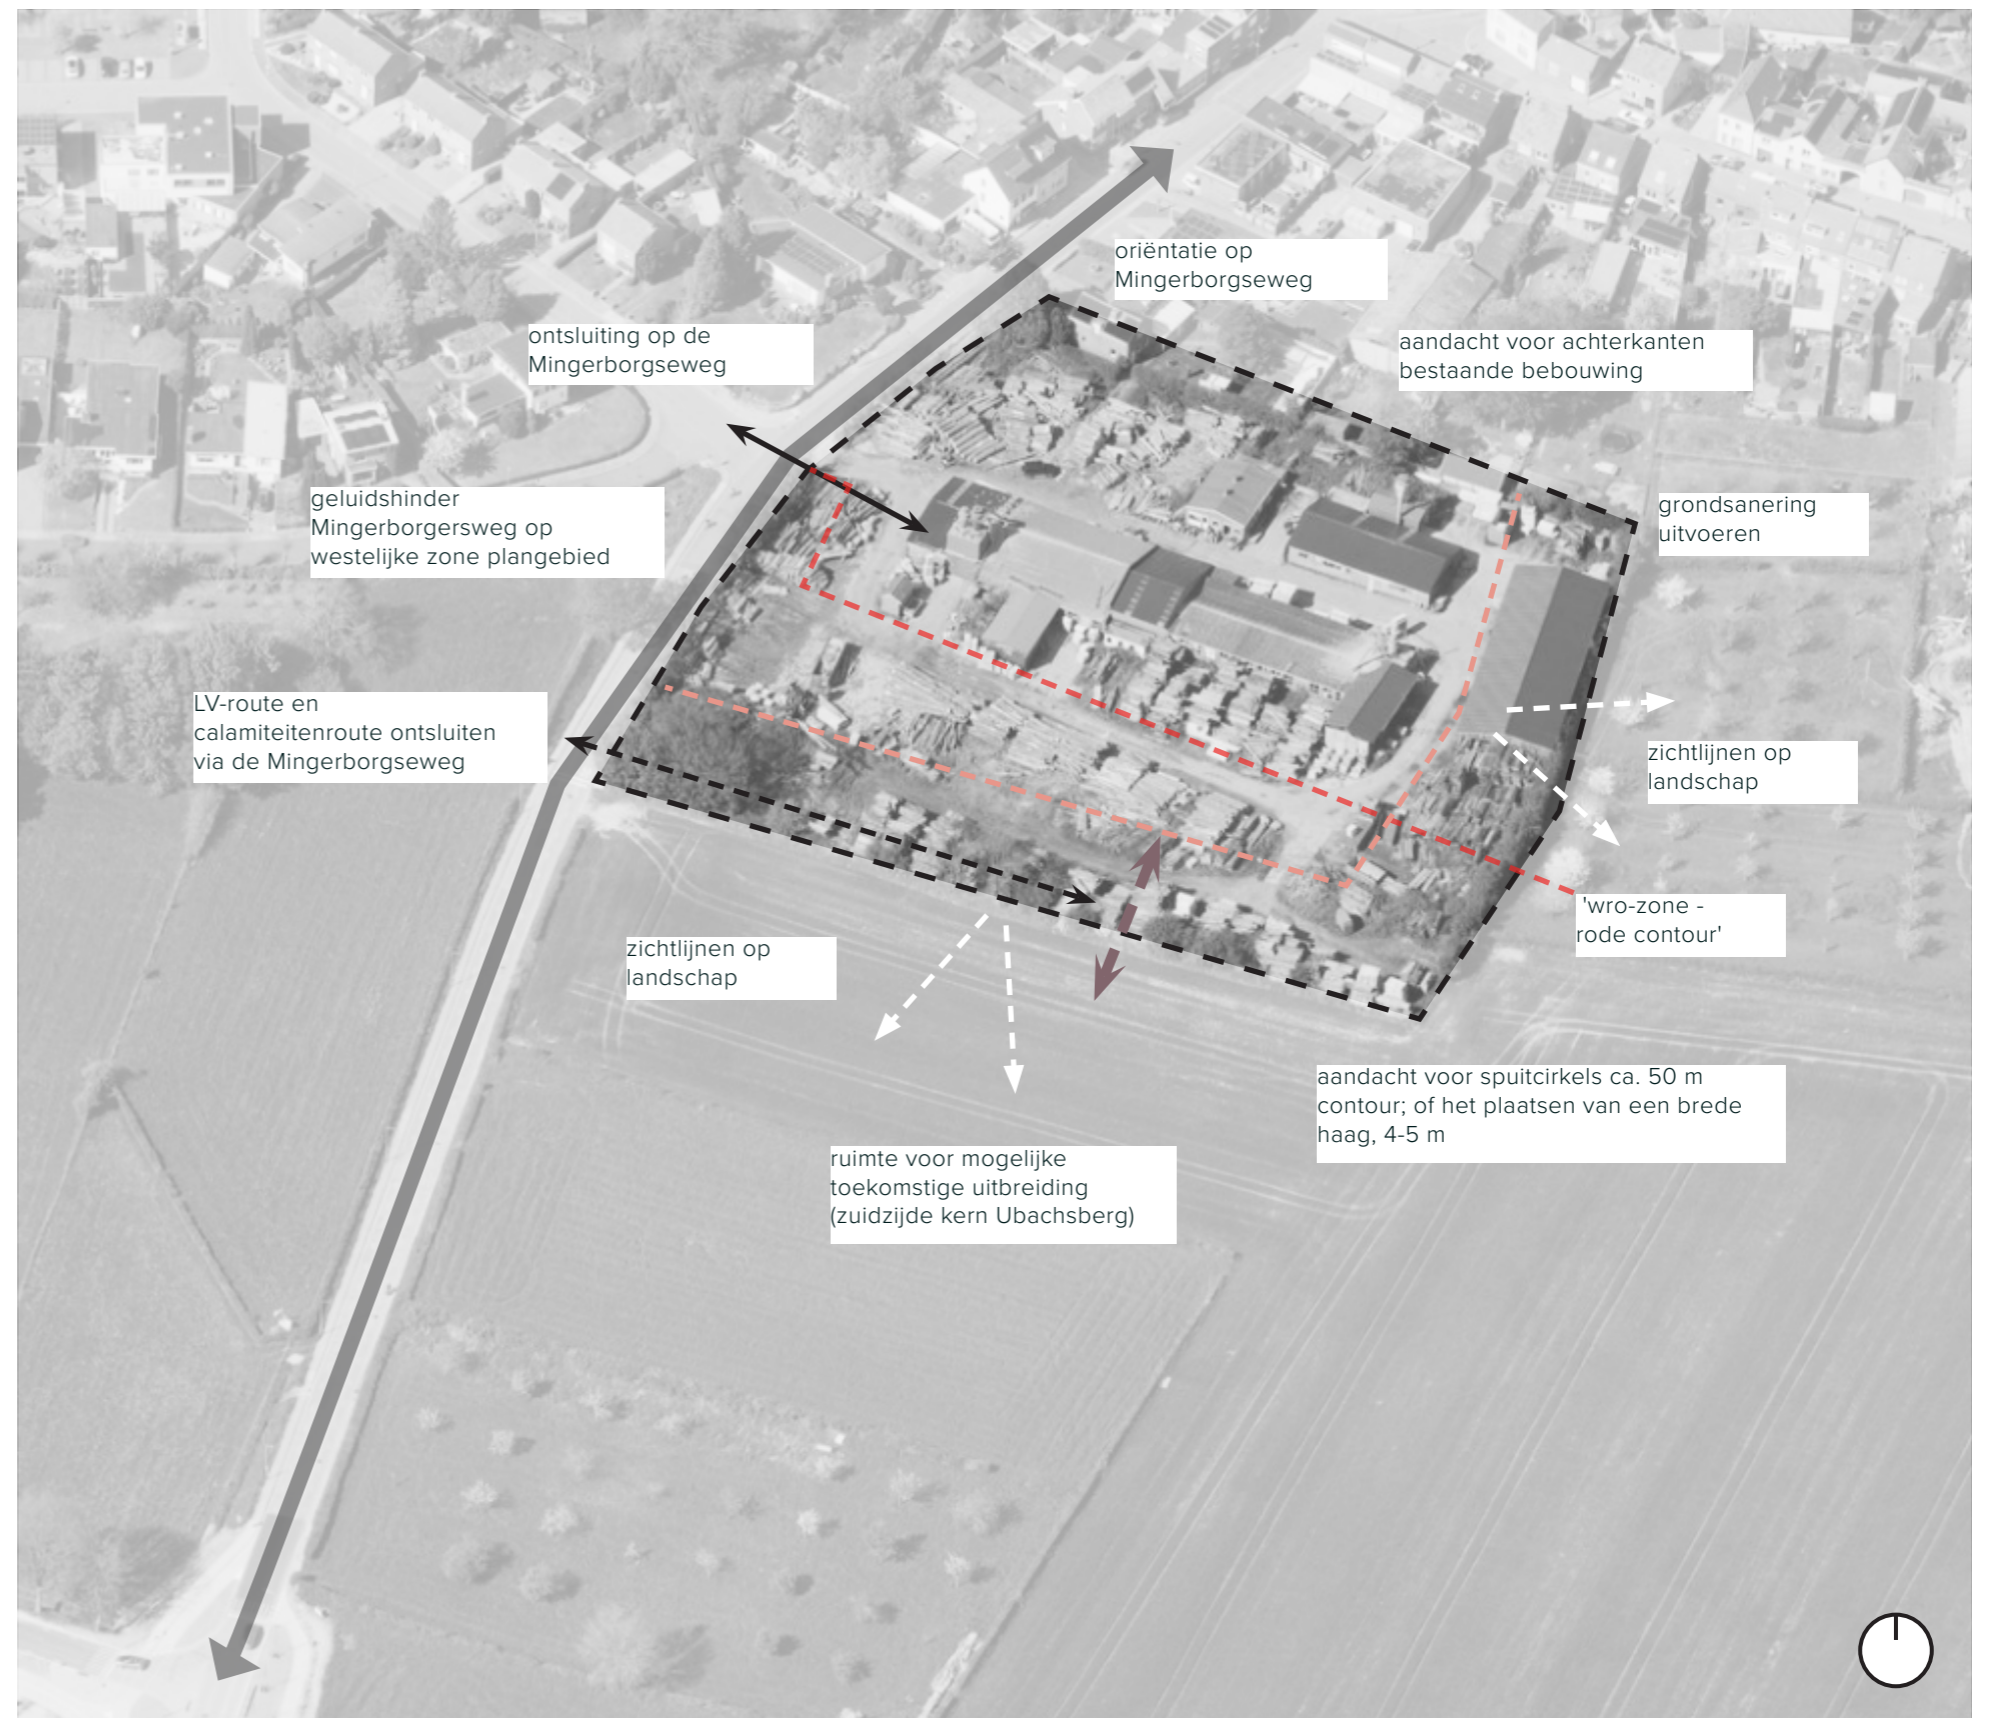 oriëntatie op
Mingerborgseweg
ontsluiting op de
Mingerborgseweg
aandacht voor achterkanten
bestaande bebouwing
geluidshinder
Mingerborgersweg op
westelijke zone plangebied
grondsanering
uitvoeren
LV-route en
calamiteitenroute ontsluiten
via de Mingerborgseweg
zichtlijnen op
landschap
'wro-zone -
rode contour'
zichtlijnen op
landschap
aandacht voor spuitcirkels ca. 50 m
contour; of het plaatsen van een brede
haag, 4-5 m
ruimte voor mogelijke
toekomstige uitbreiding
(zuidzijde kern Ubachsberg)